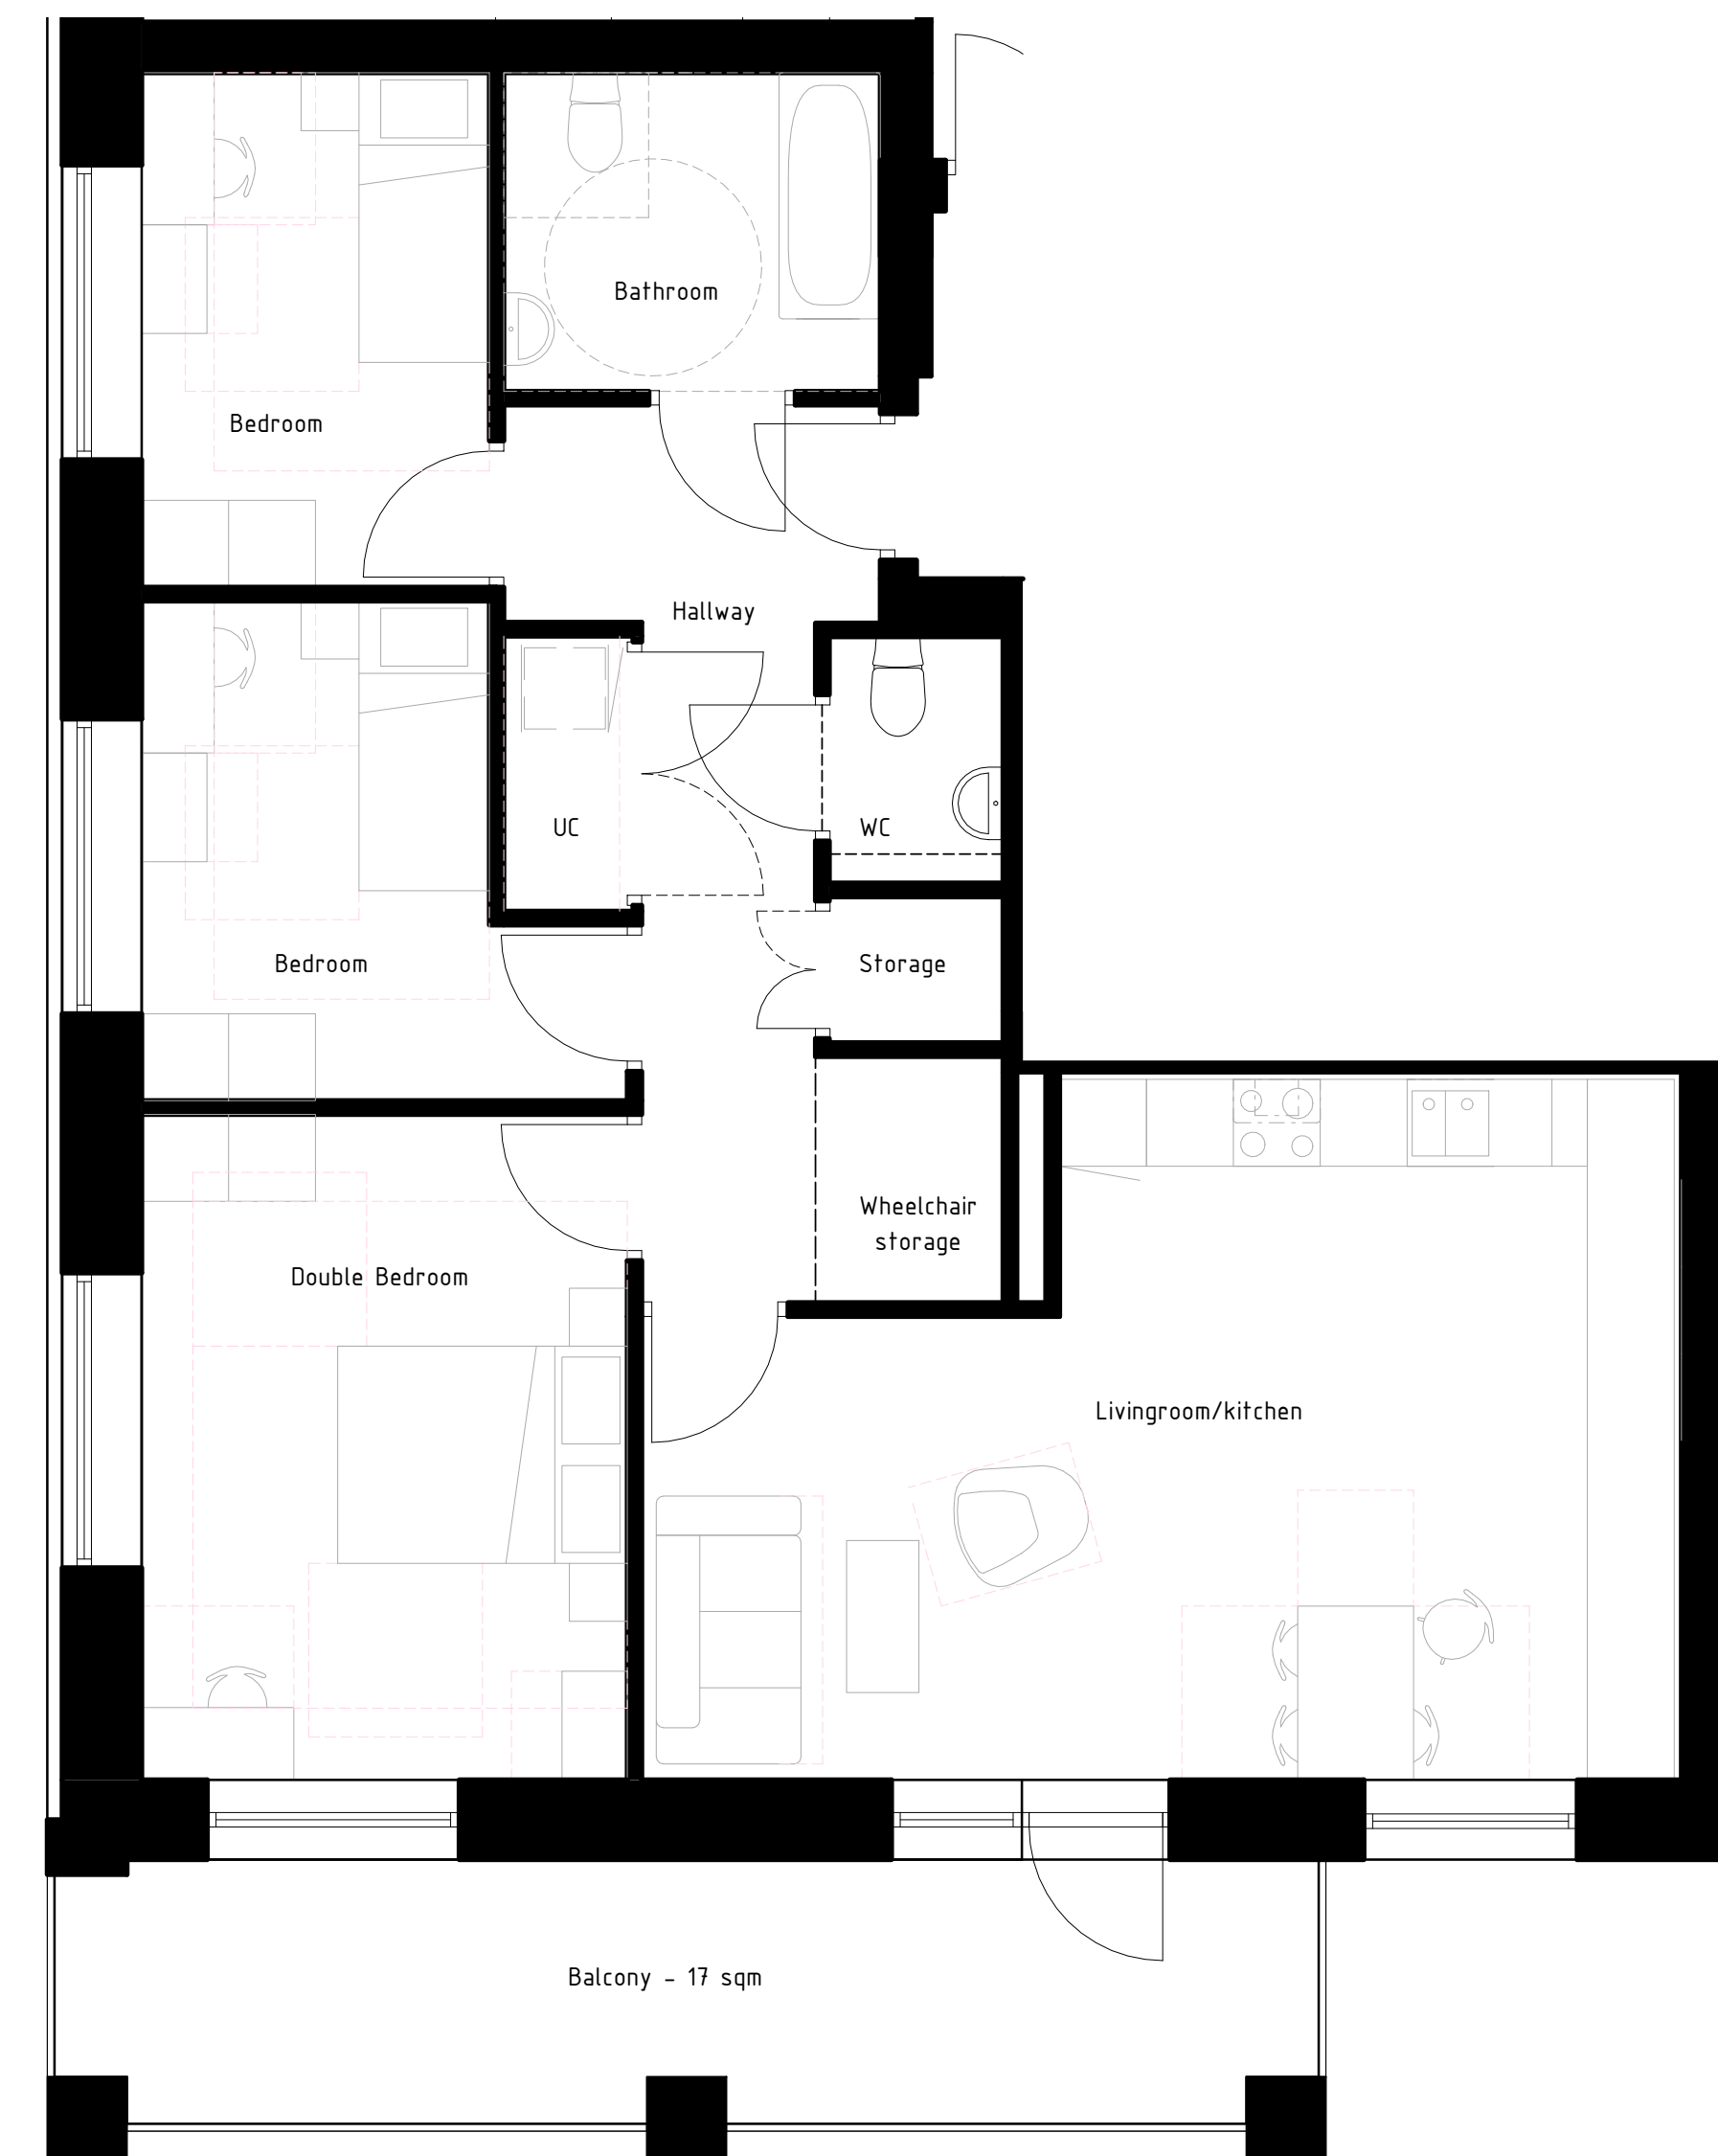 Bathroom
Bedroom
Hallway
UC
WC
Bedroom
Storage
Wheelchair
storage
Double Bedroom
Livingroom/kitchen
Balcony - 17 sqm